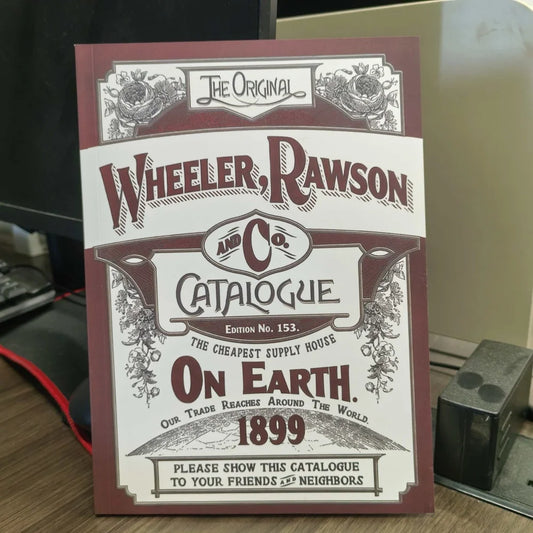 The Original
Wheeler, Rawson
and Co.
Catalogue
Edition No. 153.
The Cheapest Supply House
On Earth.
Our Trade Reaches Around The World.
1899
Please Show This Catalogue
To Your Friends and Neighbors